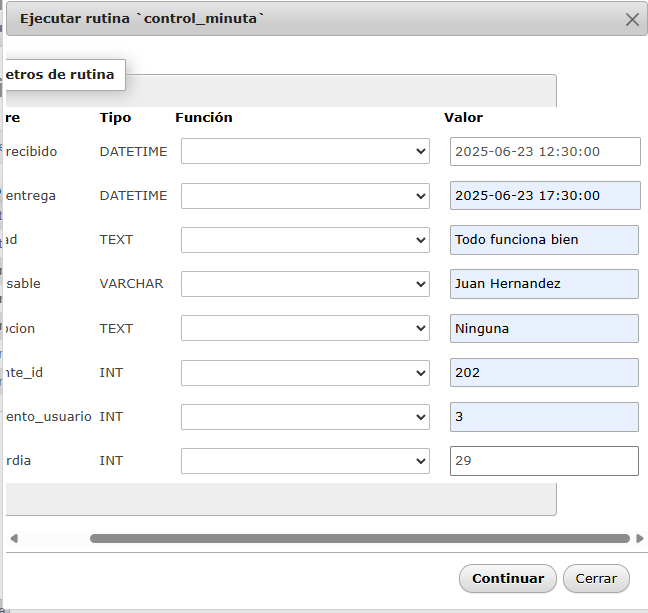 Ejecutar rutina `control_minuta`
etros de rutina
re Tipo Función Valor
recibido DATETIME 2025-06-23 12:30:00
entrega DATETIME 2025-06-23 17:30:00
ad TEXT Todo funciona bien
sable VARCHAR Juan Hernandez
ocion TEXT Ninguna
nte_id INT 202
ento_usuario INT 3
rdia INT 29
Continuar Cerrar